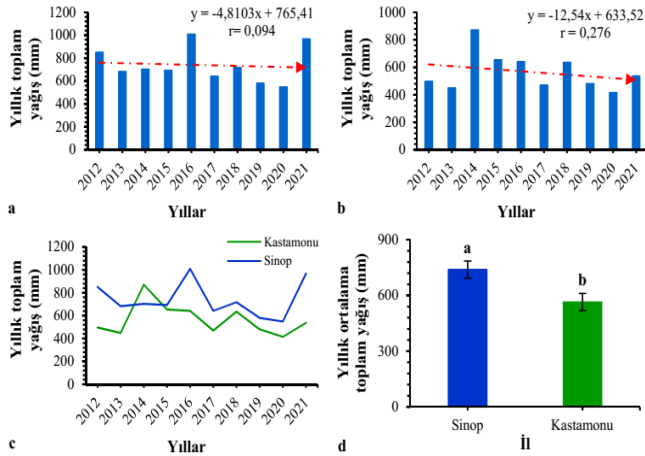 y = -4,8103x + 765,41
r= 0,094
Yıllık toplam
yağış (mm)
1200
1000
800
600
400
200
0
2012
2013
2014
2015
2016
2017
2018
2019
2020
2021
a
Yıllar
y = -12,54x + 633,52
r = 0,276
Yıllık toplam
yağış (mm)
1000
800
600
400
200
0
2012
2013
2014
2015
2016
2017
2018
2019
2020
2021
b
Yıllar
Kastamonu
Sinop
Yıllık toplam
yağış (mm)
1200
1000
800
600
400
200
0
2012
2013
2014
2015
2016
2017
2018
2019
2020
2021
c
Yıllar
Yıllık ortalama
toplam yağış (mm)
900
600
300
0
a
b
Sinop
Kastamonu
d
İl